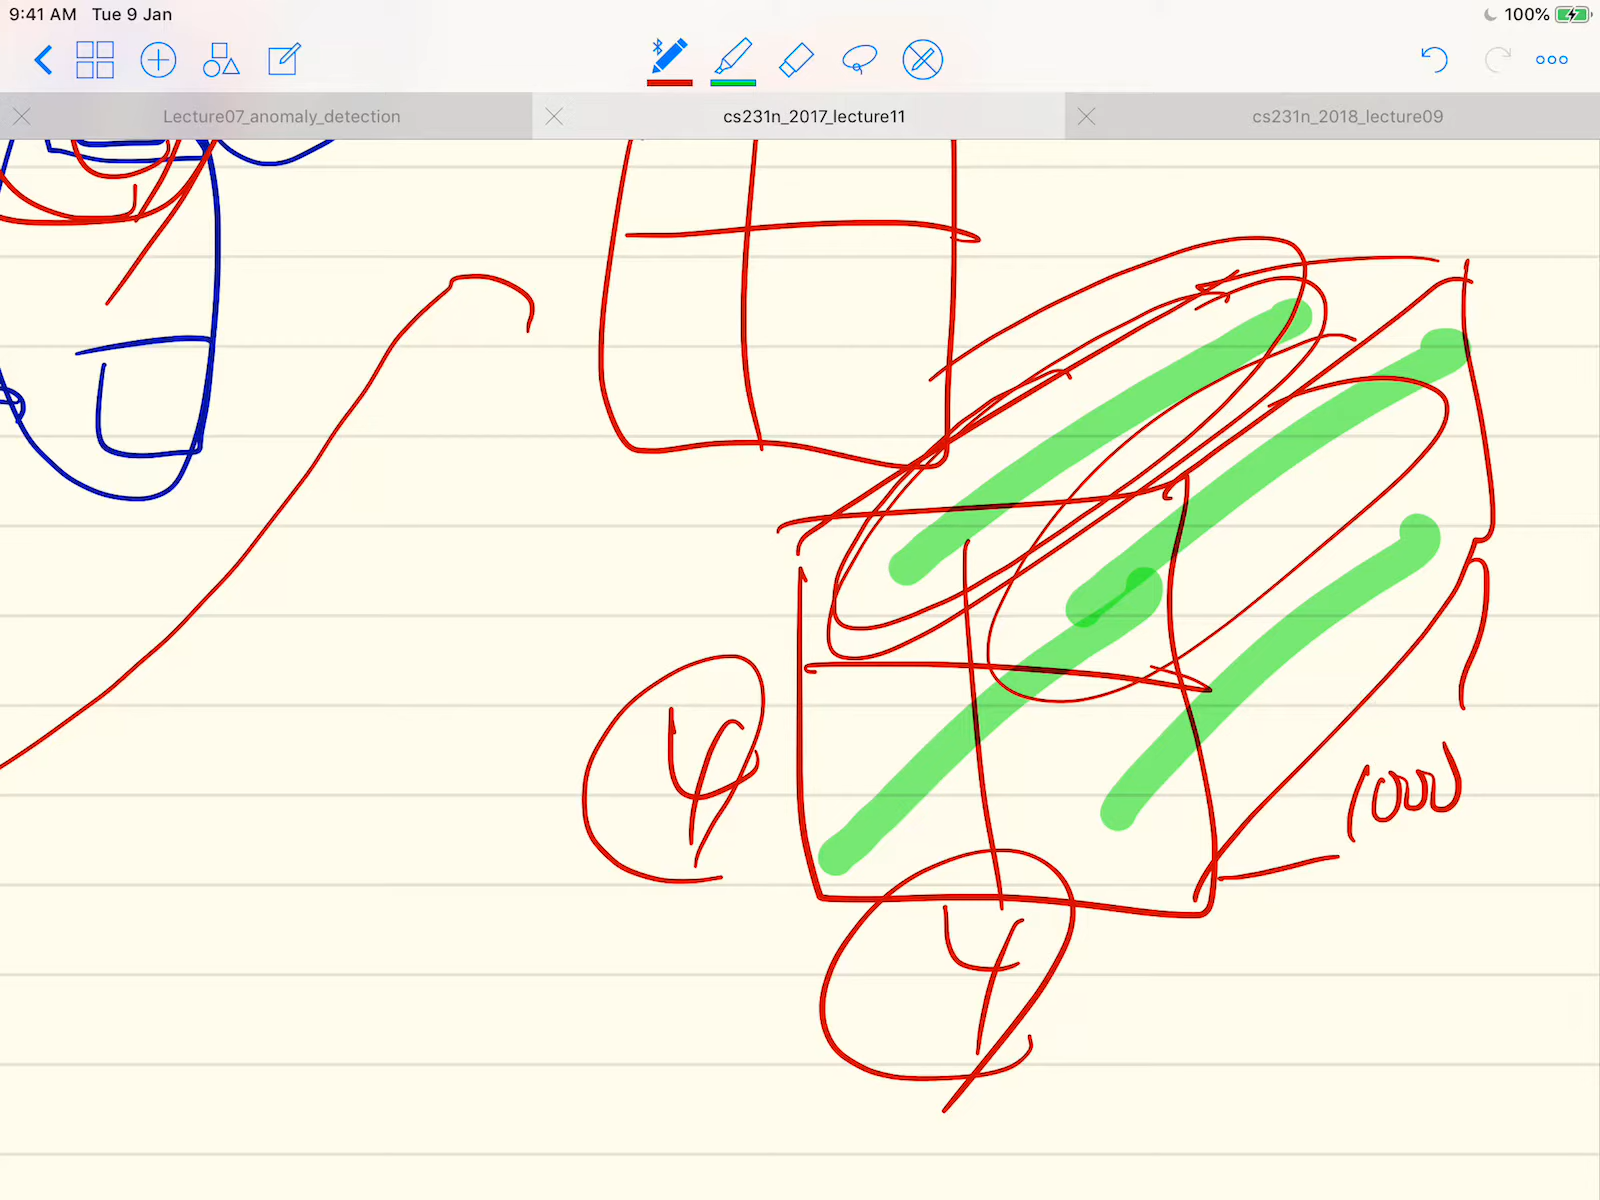 9:41 AM Tue 9 Jan 100%
Lecture07_anomaly_detection cs231n_2017_lecture11 cs231n_2018_lecture09
4
1000
4